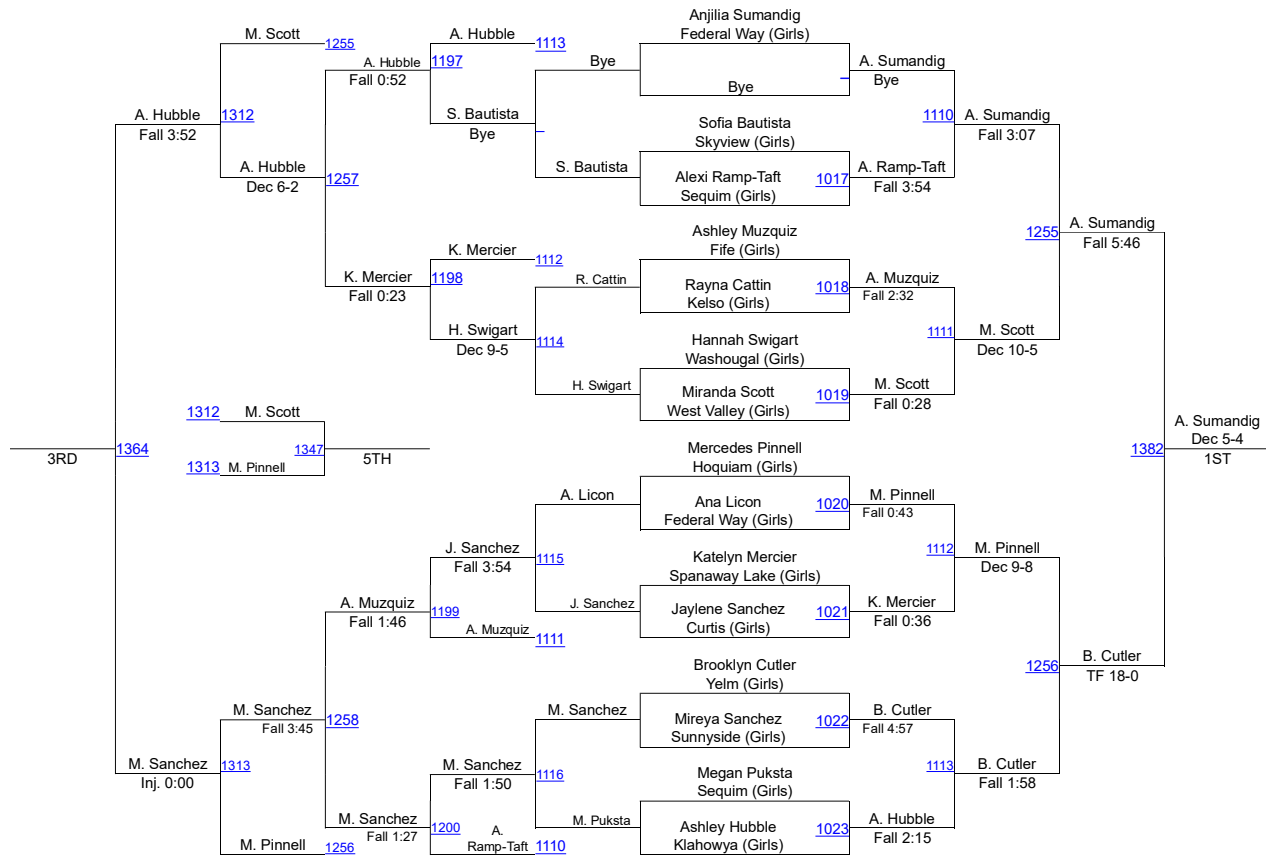 Anjilia Sumandig
Federal Way (Girls)
Bye
A. Sumandig
Bye
Sofia Bautista
Skyview (Girls)
Alexi Ramp-Taft
Sequim (Girls)
1017
A. Ramp-Taft
Fall 3:54
1110
A. Sumandig
Fall 3:07
Ashley Muzquiz
Fife (Girls)
Rayna Cattin
Kelso (Girls)
1018
A. Muzquiz
Fall 2:32
Hannah Swigart
Washougal (Girls)
Miranda Scott
West Valley (Girls)
1019
M. Scott
Fall 0:28
1111
M. Scott
Dec 10-5
1255
A. Sumandig
Fall 5:46
Mercedes Pinnell
Hoquiam (Girls)
Ana Licon
Federal Way (Girls)
1020
M. Pinnell
Fall 0:43
Katelyn Mercier
Spanaway Lake (Girls)
Jaylene Sanchez
Curtis (Girls)
1021
K. Mercier
Fall 0:36
1112
M. Pinnell
Dec 9-8
Brooklyn Cutler
Yelm (Girls)
Mireya Sanchez
Sunnyside (Girls)
1022
B. Cutler
Fall 4:57
Megan Puksta
Sequim (Girls)
Ashley Hubble
Klahowya (Girls)
1023
A. Hubble
Fall 2:15
1113
B. Cutler
Fall 1:58
1256
B. Cutler
TF 18-0
1382
A. Sumandig
Dec 5-4
1ST
Bye
S. Bautista
A. Hubble
1113
S. Bautista
Bye
1197
A. Hubble
Fall 0:52
R. Cattin
H. Swigart
1114
K. Mercier
1112
H. Swigart
Dec 9-5
1198
K. Mercier
Fall 0:23
M. Scott
1255
1257
A. Hubble
Dec 6-2
1312
A. Hubble
Fall 3:52
1312
M. Scott
1313
M. Pinnell
1347
5TH
3RD
1364
A. Licon
J. Sanchez
1115
J. Sanchez
Fall 3:54
A. Muzquiz
1111
1199
A. Muzquiz
Fall 1:46
M. Sanchez
M. Puksta
1116
M. Sanchez
Fall 1:50
A.
Ramp-Taft
1110
1200
M. Sanchez
Fall 1:27
1258
M. Sanchez
Fall 3:45
M. Pinnell
1256
1313
M. Sanchez
Inj. 0:00